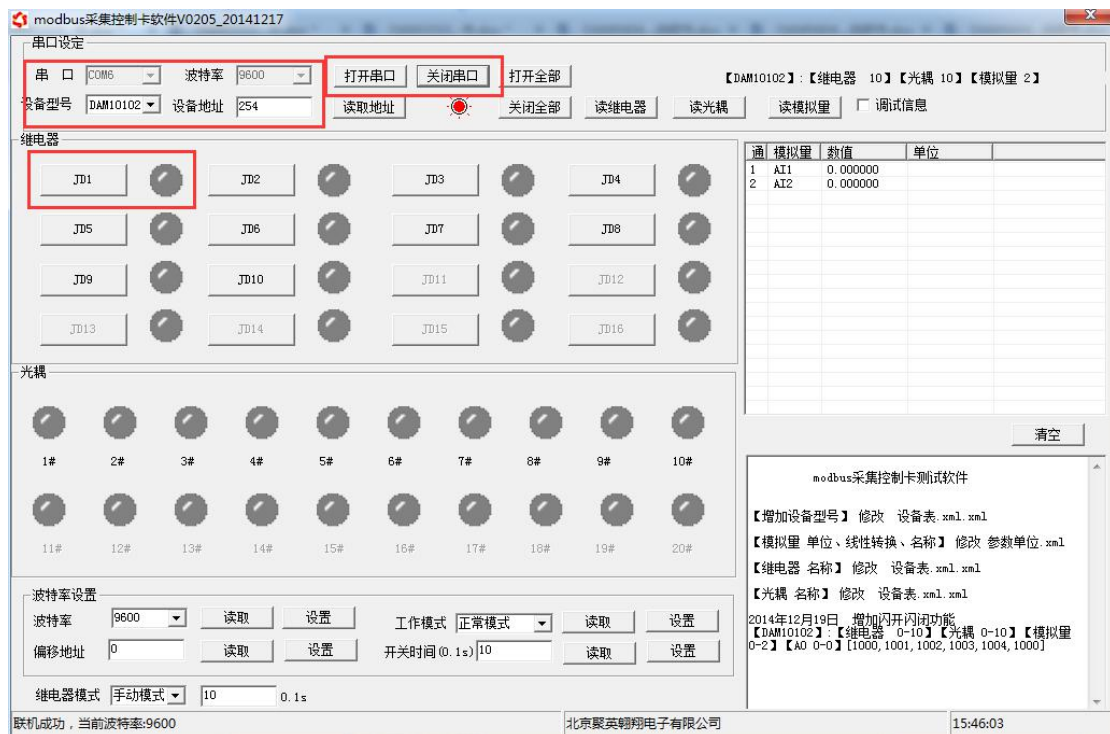 modbus采集控制卡软件V0205_20141217
串口设定
串 口 COM6 波特率 9600 打开串口 关闭串口 打开全部 【DAM10102】:【继电器 10】【光耦 10】【模拟量 2】
设备型号 DAM10102 设备地址 254 读取地址 关闭全部 读继电器 读光耦 读模拟量 调试信息
继电器
JD1 JD2 JD3 JD4
JD5 JD6 JD7 JD8
JD9 JD10 JD11 JD12
JD13 JD14 JD15 JD16
通 模拟量 数值 单位
1 AI1 0.000000
2 AI2 0.000000
清空
光耦
1# 2# 3# 4# 5# 6# 7# 8# 9# 10#
11# 12# 13# 14# 15# 16# 17# 18# 19# 20#
modbus采集控制卡测试软件
【增加设备型号】 修改 设备表.xml.xml
【模拟量 单位、线性转换、名称】 修改 参数单位.xml
【继电器 名称】 修改 设备表.xml.xml
【光耦 名称】 修改 设备表.xml.xml
2014年12月19日 增加闪开闪闭功能
【DAM10102】:【继电器 0-10】【光耦 0-10】【模拟量
0-2】【AO 0-0】[1000,1001,1002,1003,1004,1000]
波特率设置
波特率 9600 读取 设置 工作模式 正常模式 读取 设置
偏移地址 0 读取 设置 开关时间(0.1s) 10 读取 设置
继电器模式 手动模式 10 0.1s
联机成功，当前波特率:9600 北京聚英翱翔电子有限公司 15:46:03